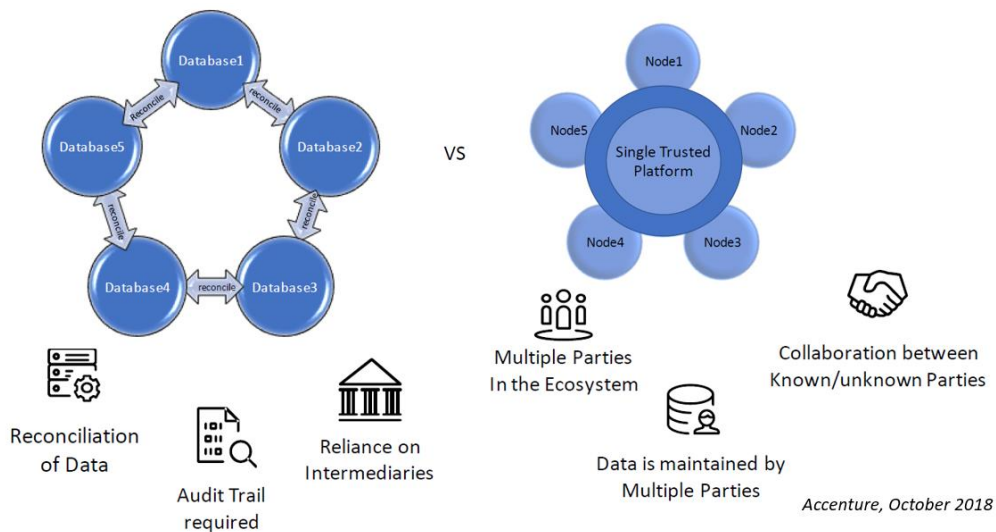 Database1
Reconcile
reconcile
Database5
Database2
reconcile
reconcile
Database4
reconcile
Database3
VS
Node1
Node5
Node2
Single Trusted
Platform
Node4
Node3
Reconciliation
of Data
Audit Trail
required
Reliance on
Intermediaries
Multiple Parties
In the Ecosystem
Data is maintained by
Multiple Parties
Collaboration between
Known/unknown Parties
Accenture, October 2018